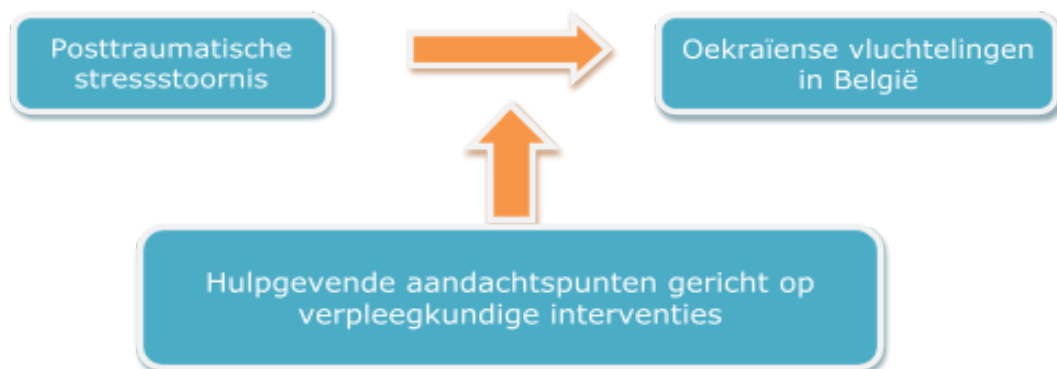 Posttraumatische
stressstoornis
Oekraïense vluchtelingen
in België
Hulpgevende aandachtspunten gericht op
verpleegkundige interventies